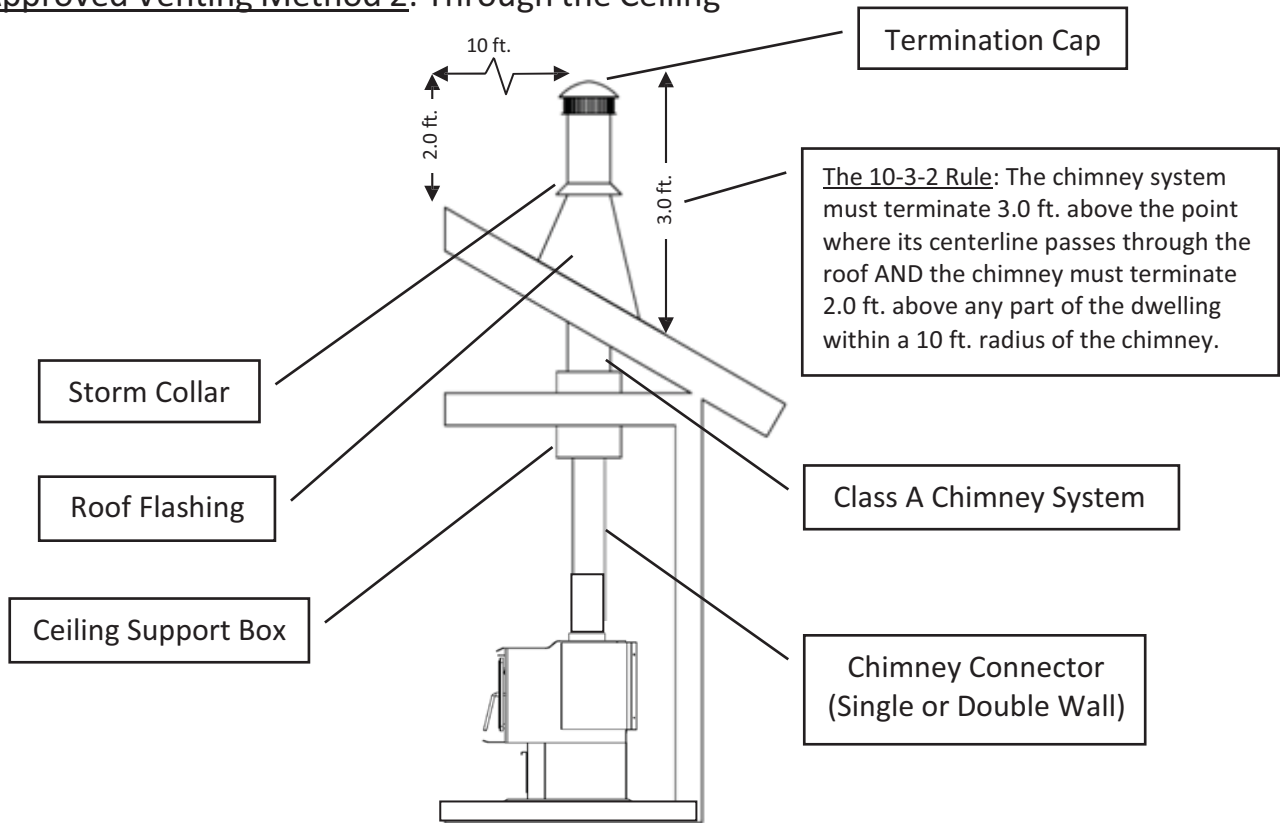 Approved Venting Method 2: Through the Ceiling
10 ft.
Termination Cap
2.0 ft.
3.0 ft.
The 10-3-2 Rule: The chimney system
must terminate 3.0 ft. above the point
where its centerline passes through the
roof AND the chimney must terminate
2.0 ft. above any part of the dwelling
within a 10 ft. radius of the chimney.
Storm Collar
Roof Flashing
Class A Chimney System
Ceiling Support Box
Chimney Connector
(Single or Double Wall)